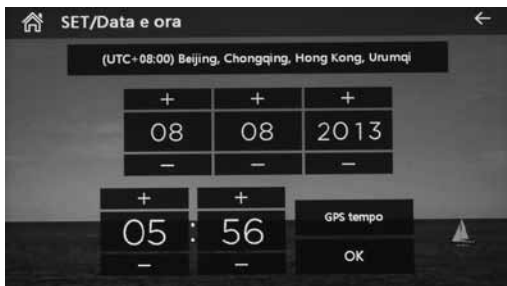 SET/Data e ora
(UTC+08:00) Beijing, Chongqing, Hong Kong, Urumqi
+ + +
08 08 2013
− − −
+ +
05 : 56
− −
GPS tempo
OK